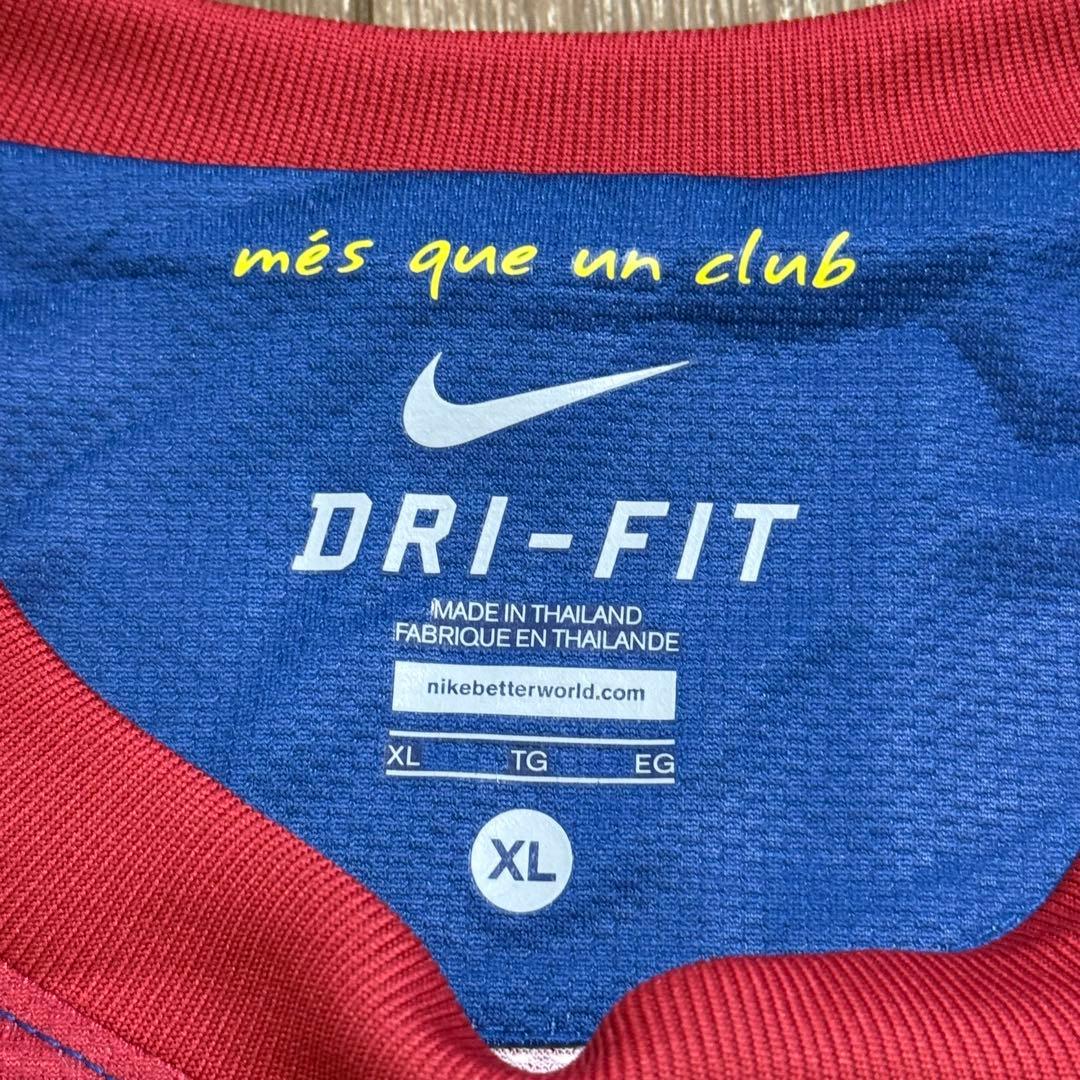 més que un club
DRI-FIT
MADE IN THAILAND
FABRIQUE EN THAILANDE
nikebetterworld.com
XL TG EG
XL